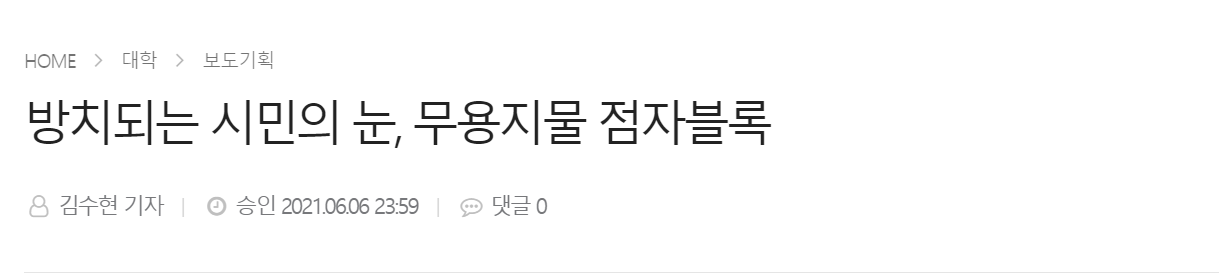 HOME > 대학 > 보도기획
방치되는 시민의 눈, 무용지물 점자블록
김수현 기자 | 승인 2021.06.06 23:59 | 댓글 0